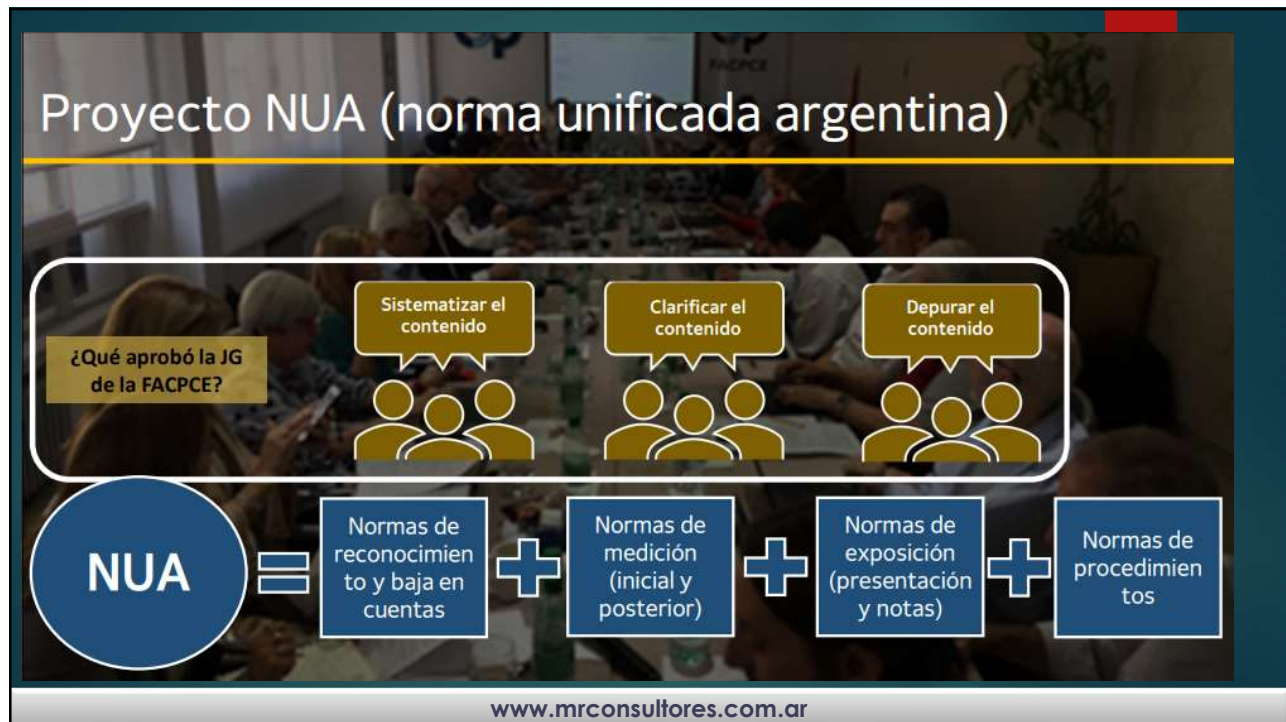 FACPCE
Proyecto NUA (norma unificada argentina)
Sistematizar el
contenido
Clarificar el
contenido
Depurar el
contenido
¿Qué aprobó la JG
de la FACPCE?
NUA
=
Normas de
reconocimien
to y baja en
cuentas
+
Normas de
medición
(inicial y
posterior)
+
Normas de
exposición
(presentación
y notas)
+
Normas de
procedimien
tos
www.mrconsultores.com.ar